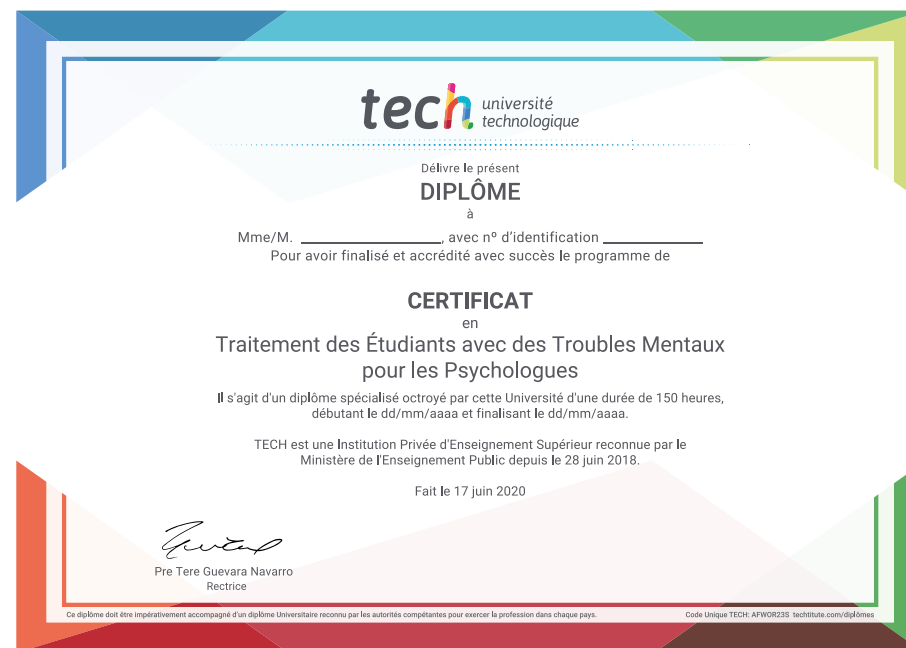 tech université
technologique
Délivre le présent
DIPLÔME
à
Mme/M. ____________________, avec nº d'identification ______________
Pour avoir finalisé et accrédité avec succès le programme de
CERTIFICAT
en
Traitement des Étudiants avec des Troubles Mentaux
pour les Psychologues
Il s'agit d'un diplôme spécialisé octroyé par cette Université d'une durée de 150 heures,
débutant le dd/mm/aaaa et finalisant le dd/mm/aaaa.
TECH est une Institution Privée d'Enseignement Supérieur reconnue par le
Ministère de l'Enseignement Public depuis le 28 juin 2018.
Fait le 17 juin 2020
Pre Tere Guevara Navarro
Rectrice
Ce diplôme doit être impérativement accompagné d'un diplôme Universitaire reconnu par les autorités compétantes pour exercer la profession dans chaque pays.
Code Unique TECH: AFWOR23S techtitute.com/diplômes